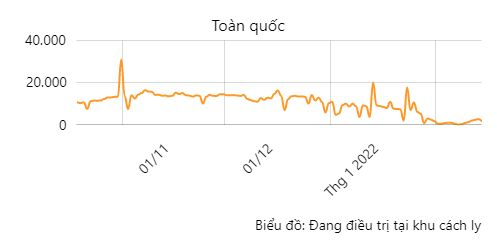 Toàn quốc
40.000
20.000
0
01/11
01/12
Thg 1 2022
Biểu đồ: Đang điều trị tại khu cách ly